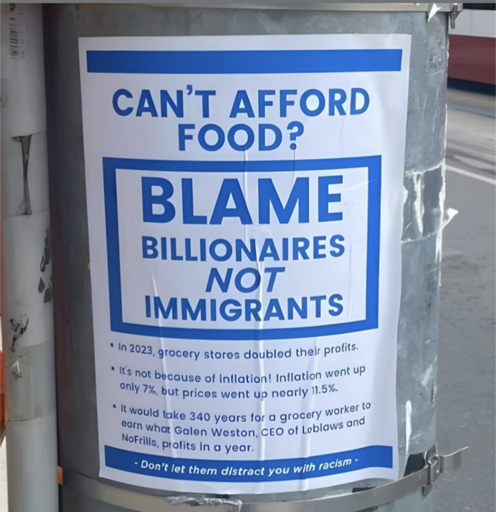 CAN'T AFFORD
FOOD?
BLAME
BILLIONAIRES
NOT
IMMIGRANTS
• In 2023, grocery stores doubled their profits.
• It's not because of inflation! Inflation went up
only 7%, but prices went up nearly 11.5%.
• It would take 340 years for a grocery worker to
earn what Galen Weston, CEO of Leblaws and
NoFrills, profits in a year.
- Don't let them distract you with racism -